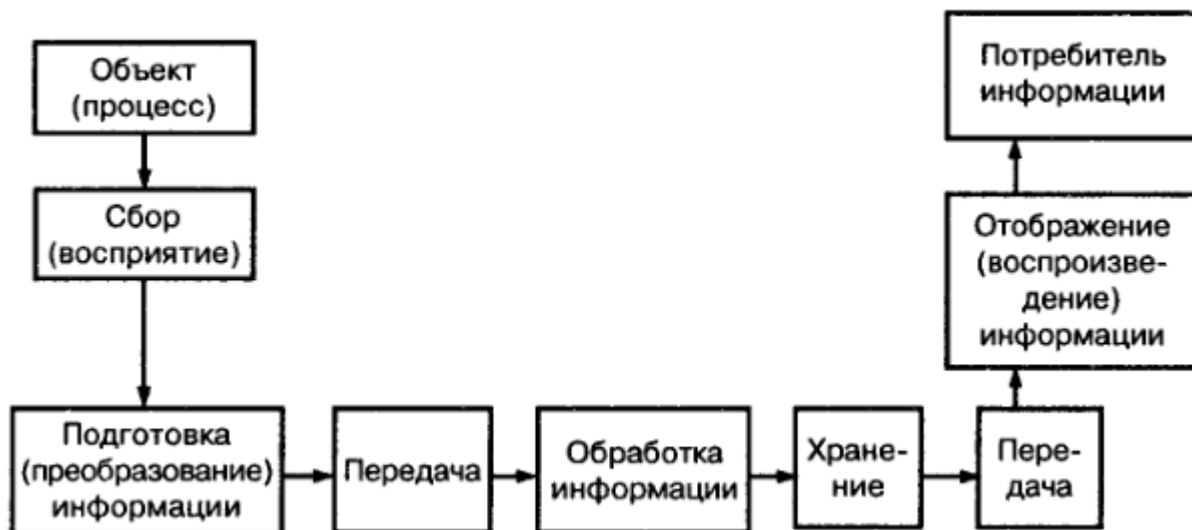 Объект
(процесс)
Сбор
(восприятие)
Подготовка
(преобразование)
информации
Передача
Обработка
информации
Хране-
ние
Пере-
дача
Отображение
(воспроизве-
дение)
информации
Потребитель
информации